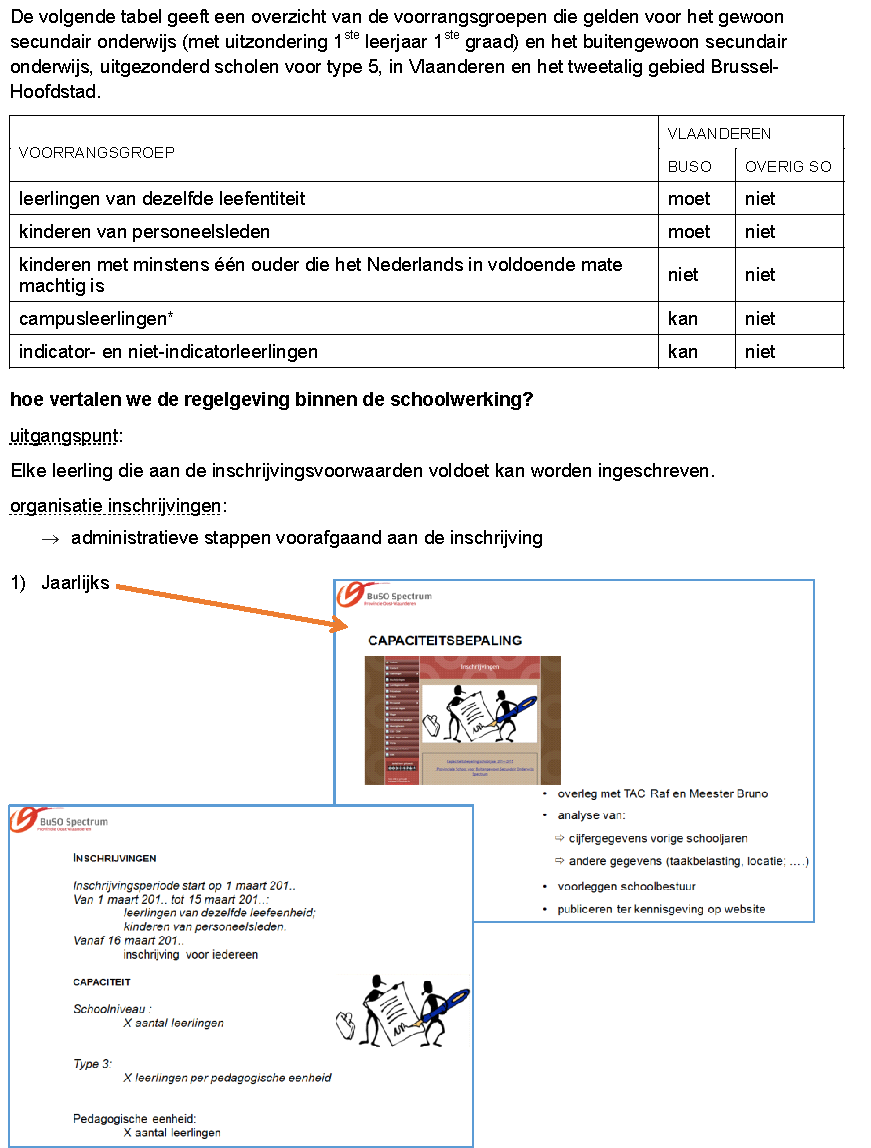 De volgende tabel geeft een overzicht van de voorrangsgroepen die gelden voor het gewoon
secundair onderwijs (met uitzondering 1ste leerjaar 1ste graad) en het buitengewoon secundair
onderwijs, uitgezonderd scholen voor type 5, in Vlaanderen en het tweetalig gebied Brussel-
Hoofdstad.
VOORRANGSGROEP
VLAANDEREN
BUSO OVERIG SO
leerlingen van dezelfde leefentiteit moet niet
kinderen van personeelsleden moet niet
kinderen met minstens één ouder die het Nederlands in voldoende mate
machtig is niet niet
campusleerlingen* kan niet
indicator- en niet-indicatorleerlingen kan niet
hoe vertalen we de regelgeving binnen de schoolwerking?
uitgangspunt:
Elke leerling die aan de inschrijvingsvoorwaarden voldoet kan worden ingeschreven.
organisatie inschrijvingen:
→ administratieve stappen voorafgaand aan de inschrijving
1) Jaarlijks
BuSO Spectrum
Provincie Oost-Vlaanderen
CAPACITEITSBEPALING
Inschrijvingen
• overleg met TAC Raf en Meester Bruno
• analyse van:
⇨ cijfergegevens vorige schooljaren
⇨ andere gegevens (taakbelasting, locatie; ....)
• voorleggen schoolbestuur
• publiceren ter kennisgeving op website
BuSO Spectrum
Provincie Oost-Vlaanderen
INSCHRIJVINGEN
Inschrijvingsperiode start op 1 maart 201..
Van 1 maart 201.. tot 15 maart 201..:
leerlingen van dezelfde leefeenheid;
kinderen van personeelsleden.
Vanaf 16 maart 201..
inschrijving voor iedereen
CAPACITEIT
Schoolniveau :
X aantal leerlingen
Type 3:
X leerlingen per pedagogische eenheid
Pedagogische eenheid:
X aantal leerlingen